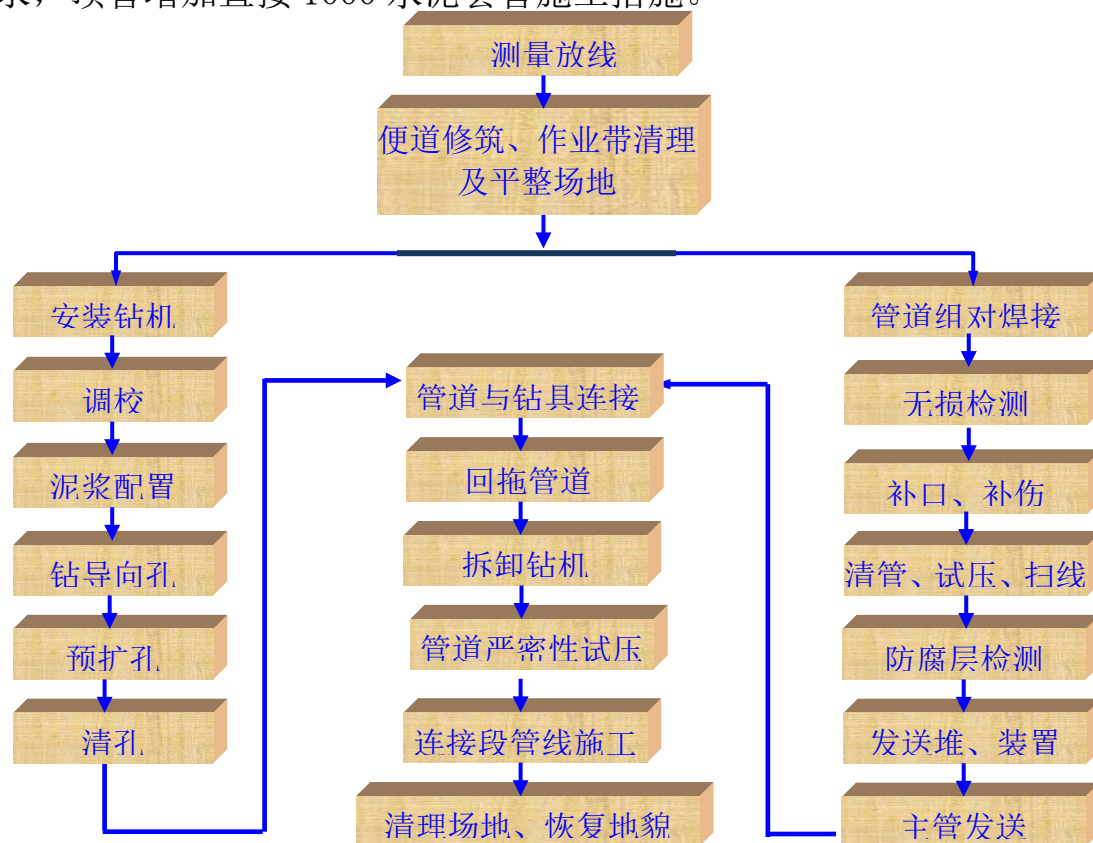 测量放线
便道修筑、作业带清理
及平整场地
安装钻机
调校
泥浆配置
钻导向孔
预扩孔
清孔
管道与钻具连接
回拖管道
拆卸钻机
管道严密性试压
连接段管线施工
清理场地、恢复地貌
管道组对焊接
无损检测
补口、补伤
清管、试压、扫线
防腐层检测
发送堆、装置
主管发送